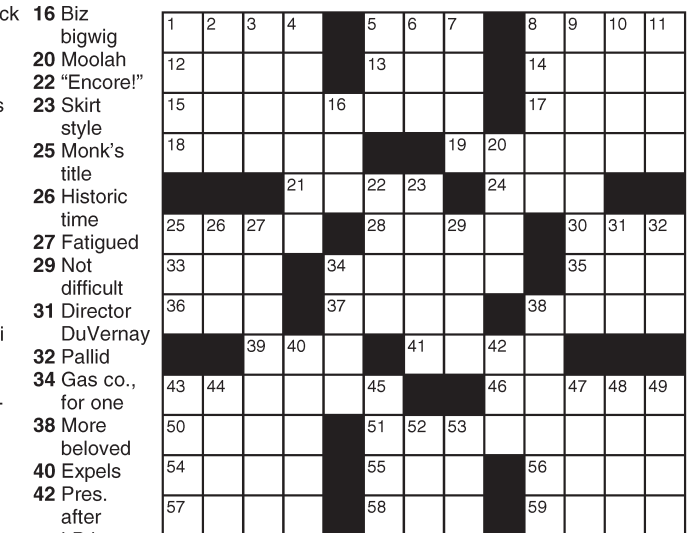 ck
16 Biz
bigwig
20 Moolah
22 “Encore!”
s
23 Skirt
style
25 Monk’s
title
26 Historic
time
27 Fatigued
29 Not
difficult
31 Director
i
DuVernay
32 Pallid
34 Gas co.,
for one
38 More
beloved
40 Expels
42 Pres.
after
1 2 3 4 5 6 7 8 9 10 11
12 13 14
15 16 17
18 19 20
21 22 23 24
25 26 27 28 29 30 31 32
33 34 35
36 37 38
39 40 41 42
43 44 45 46 47 48 49
50 51 52 53
54 55 56
57 58 59